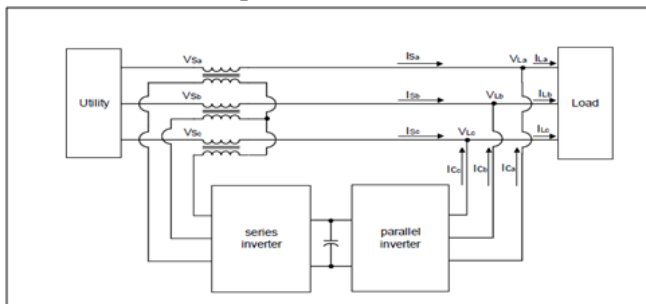 VSa ISa VLa ILa
Utility VSb ISb VLb ILb Load
VSc ISc VLc ILc
ICc ICb ICa
series inverter
parallel inverter